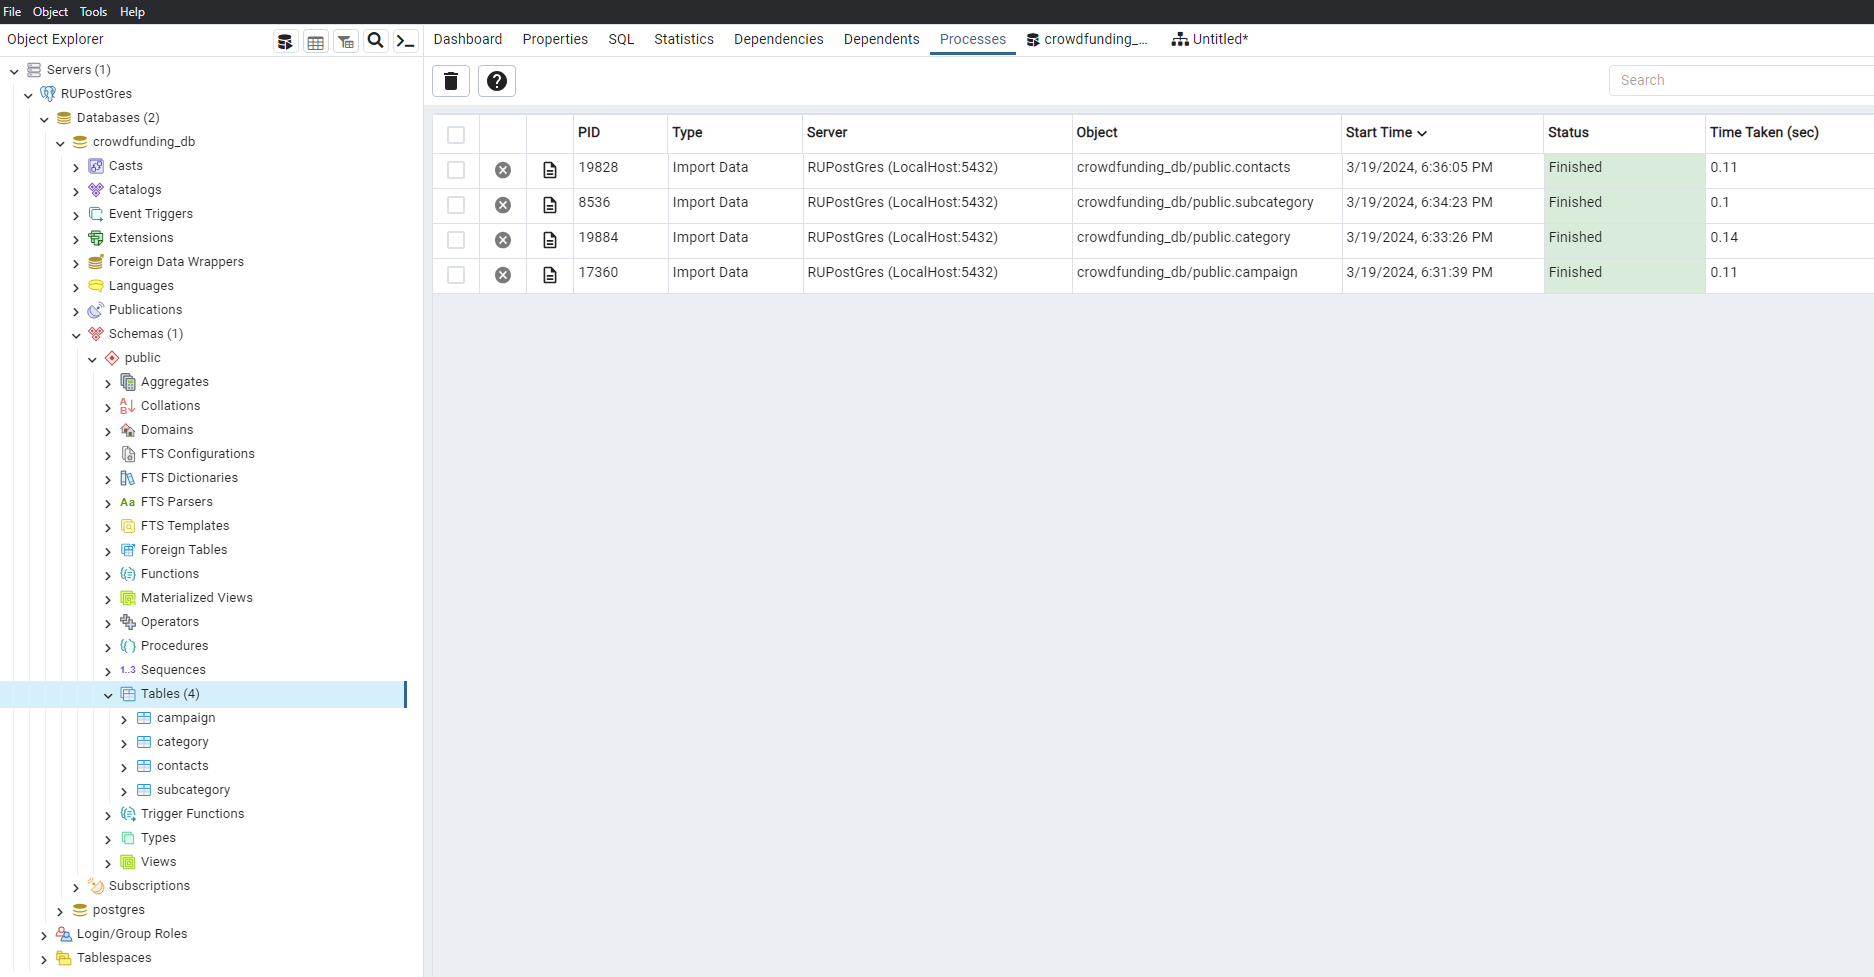 File Object Tools Help
Object Explorer
Dashboard Properties SQL Statistics Dependencies Dependents Processes crowdfunding_... Untitled*
Servers (1)
RUPostGres
Databases (2)
crowdfunding_db
Casts
Catalogs
Event Triggers
Extensions
Foreign Data Wrappers
Languages
Publications
Schemas (1)
public
Aggregates
Collations
Domains
FTS Configurations
FTS Dictionaries
Aa FTS Parsers
FTS Templates
Foreign Tables
Functions
Materialized Views
Operators
Procedures
1..3 Sequences
Tables (4)
campaign
category
contacts
subcategory
Trigger Functions
Types
Views
Subscriptions
postgres
Login/Group Roles
Tablespaces
Search
PID Type Server Object Start Time Status Time Taken (sec)
19828 Import Data RUPostGres (LocalHost:5432) crowdfunding_db/public.contacts 3/19/2024, 6:36:05 PM Finished 0.11
8536 Import Data RUPostGres (LocalHost:5432) crowdfunding_db/public.subcategory 3/19/2024, 6:34:23 PM Finished 0.1
19884 Import Data RUPostGres (LocalHost:5432) crowdfunding_db/public.category 3/19/2024, 6:33:26 PM Finished 0.14
17360 Import Data RUPostGres (LocalHost:5432) crowdfunding_db/public.campaign 3/19/2024, 6:31:39 PM Finished 0.11